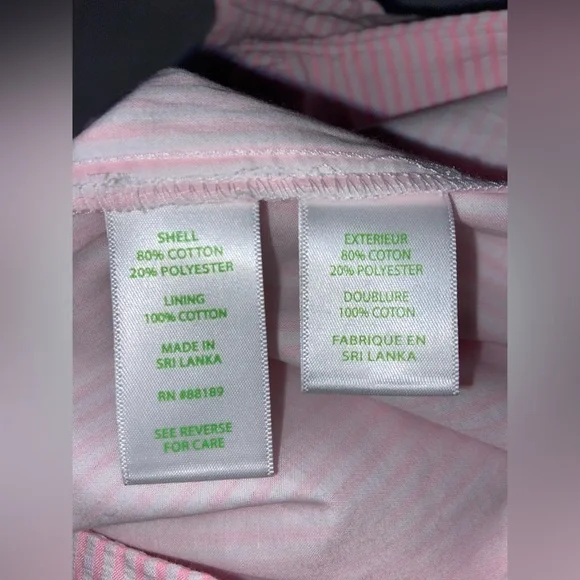 SHELL
80% COTTON
20% POLYESTER
LINING
100% COTTON
MADE IN
SRI LANKA
RN #88189
SEE REVERSE
FOR CARE
EXTERIEUR
80% COTTON
20% POLYESTER
DOUBLURE
100% COTON
FABRIQUE EN
SRI LANKA